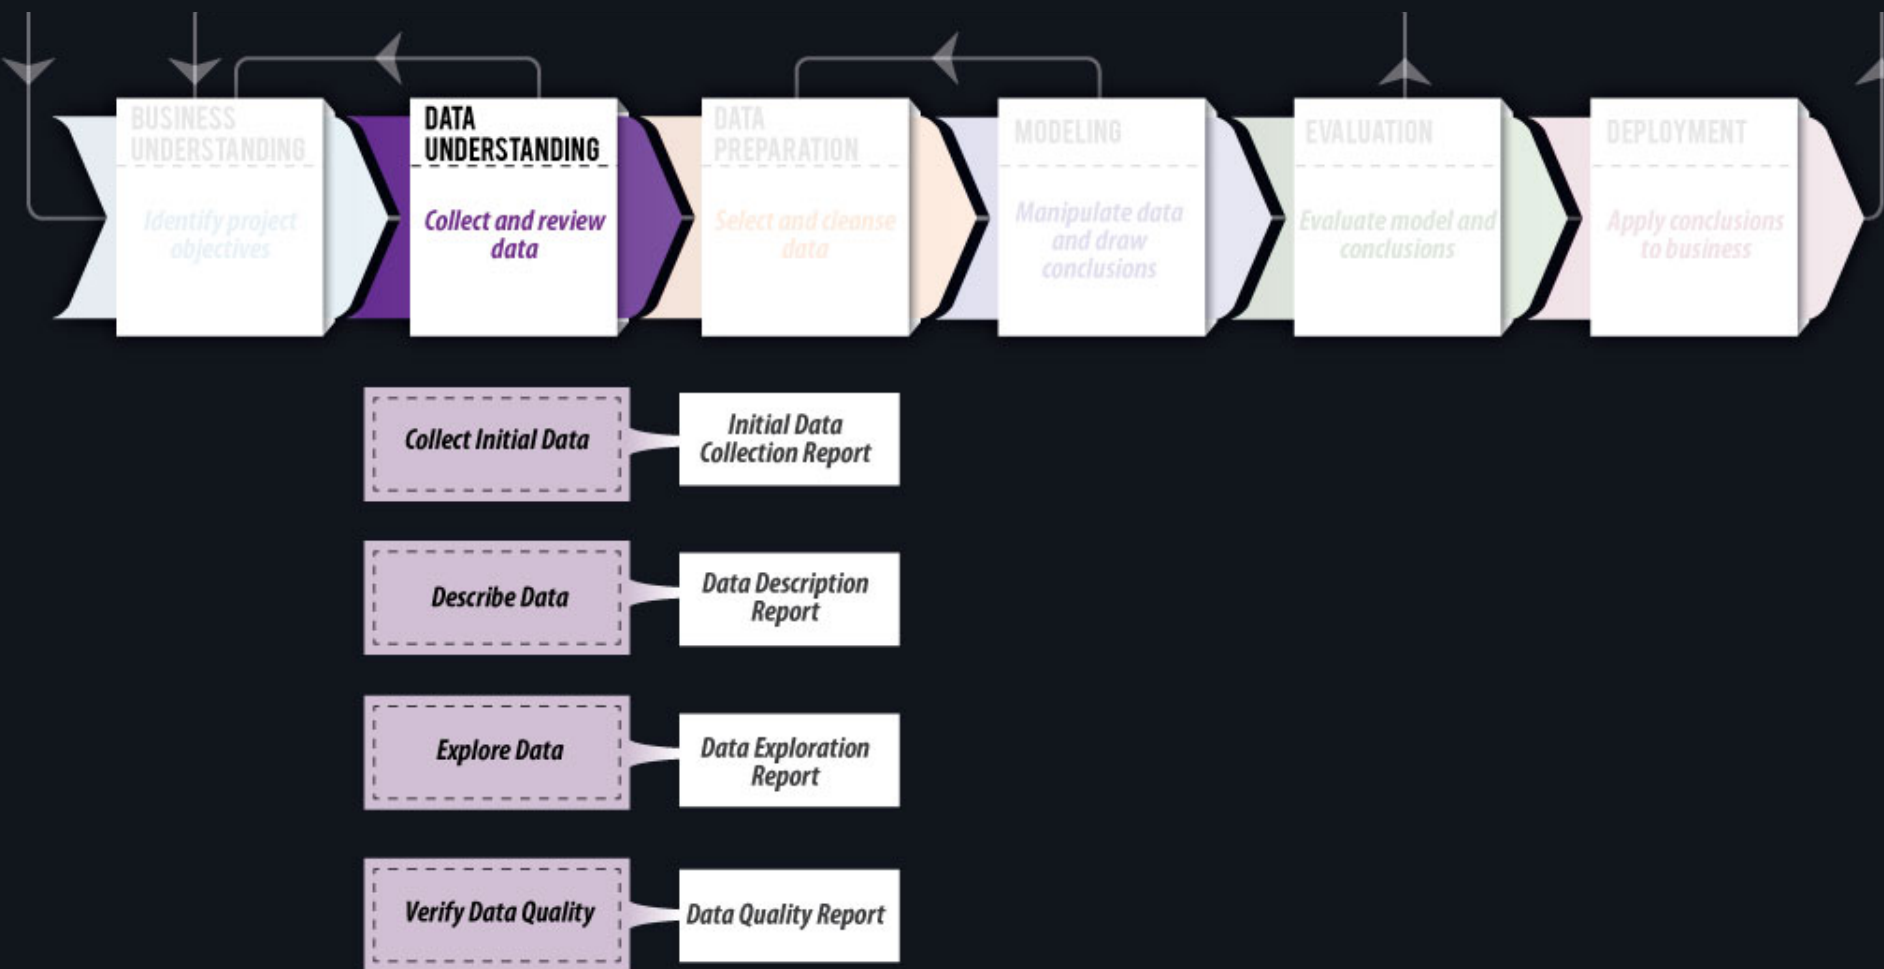 BUSINESS
UNDERSTANDING
Identify project
objectives
DATA
UNDERSTANDING
Collect and review
data
DATA
PREPARATION
Select and cleanse
data
MODELING
Manipulate data
and draw
conclusions
EVALUATION
Evaluate model and
conclusions
DEPLOYMENT
Apply conclusions
to business
Collect Initial Data
Initial Data
Collection Report
Describe Data
Data Description
Report
Explore Data
Data Exploration
Report
Verify Data Quality
Data Quality Report